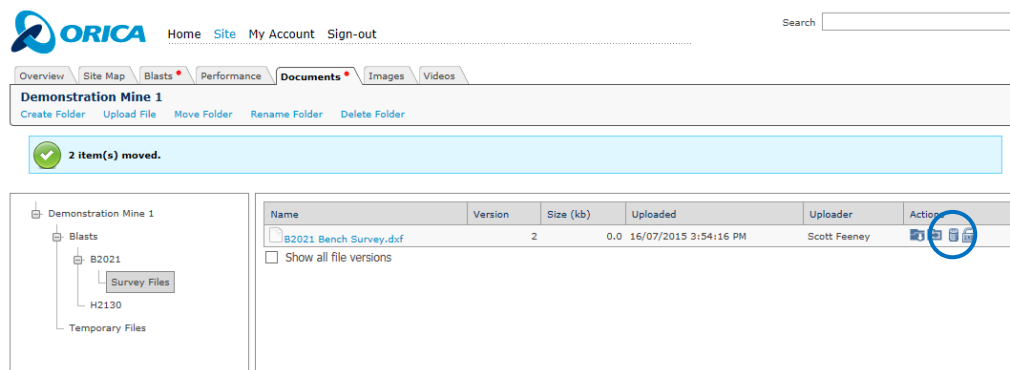 ORICA
Home Site My Account Sign-out
Search
Overview Site Map Blasts Performance Documents Images Videos
Demonstration Mine 1
Create Folder Upload File Move Folder Rename Folder Delete Folder
2 item(s) moved.
Demonstration Mine 1
Blasts
B2021
Survey Files
H2130
Temporary Files
Name Version Size (kb) Uploaded Uploader Actions
B2021 Bench Survey.dxf 2 0.0 16/07/2015 3:54:16 PM Scott Feeney
Show all file versions